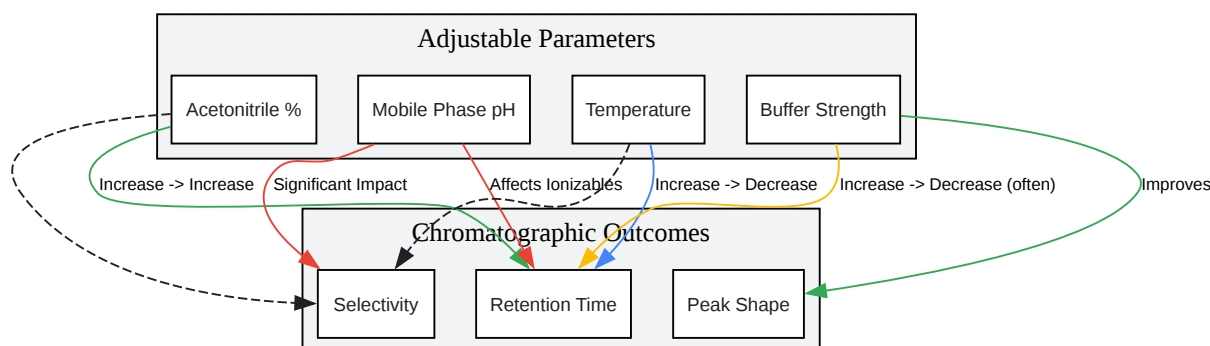 Adjustable Parameters
Acetonitrile %
Mobile Phase pH
Temperature
Buffer Strength
Increase -> Increase
Significant Impact
Affects Ionizables
Increase -> Decrease
Increase -> Decrease (often)
Improves
Chromatographic Outcomes
Selectivity
Retention Time
Peak Shape